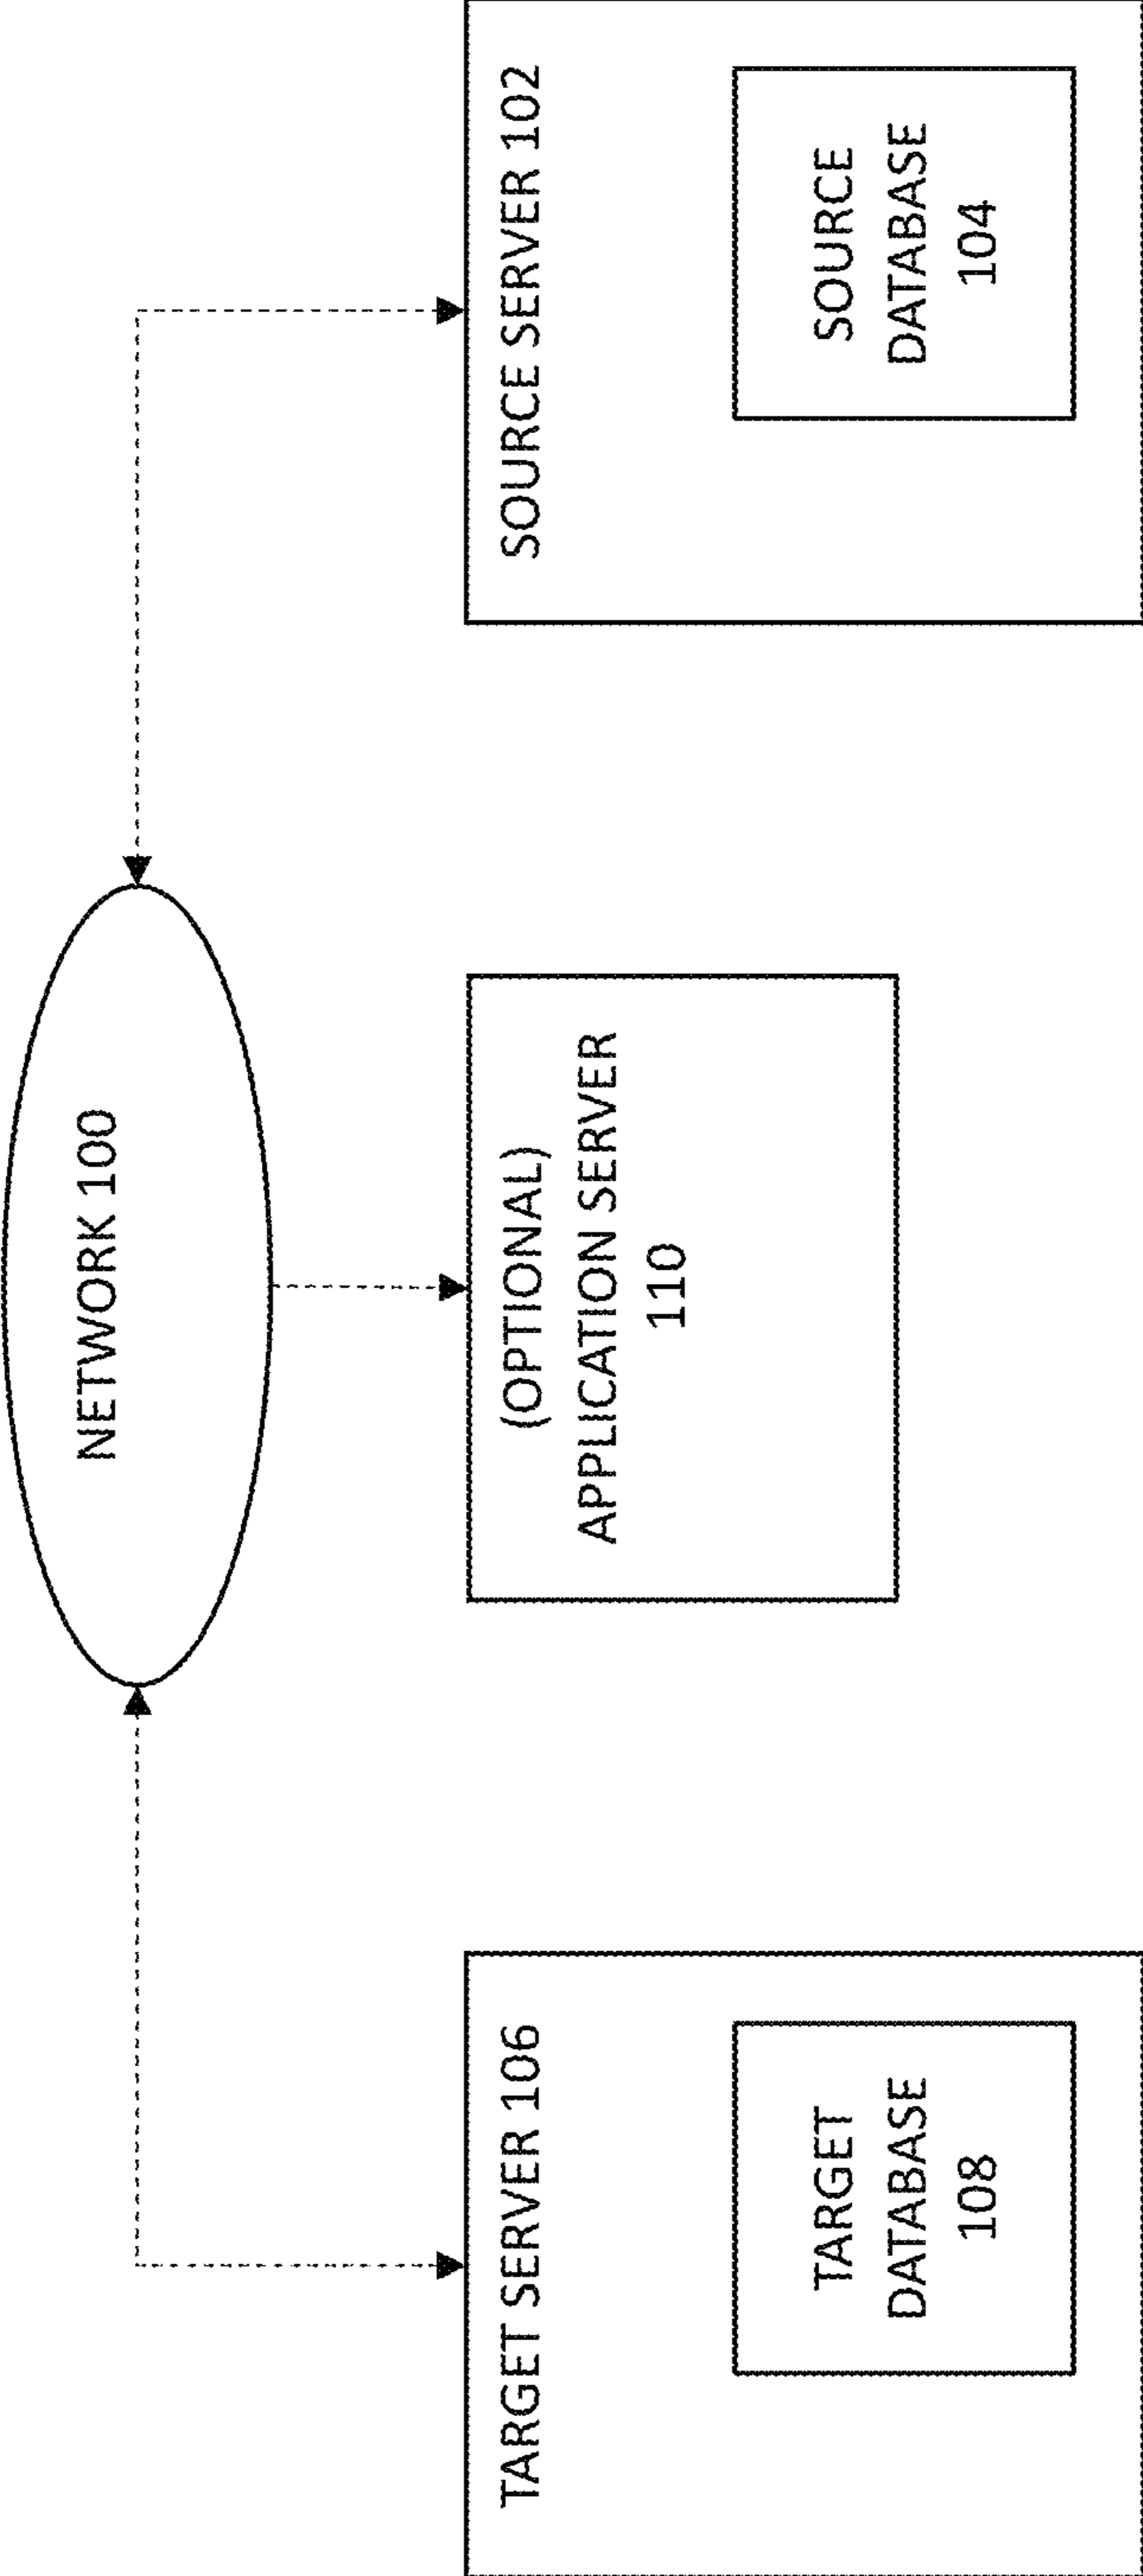 NETWORK 100
TARGET SERVER 106
TARGET
DATABASE
108
(OPTIONAL)
APPLICATION SERVER
110
SOURCE SERVER 102
SOURCE
DATABASE
104